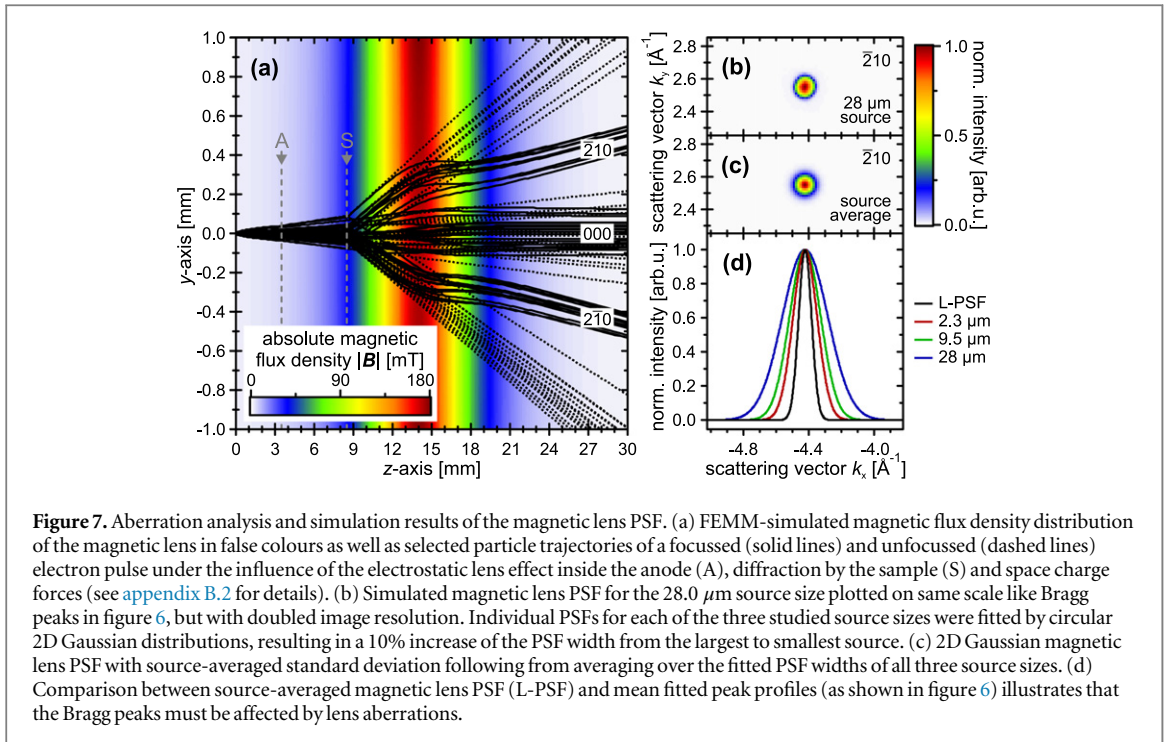 (a)
A
S
2̄10
000
21̄0
absolute magnetic
flux density |B| [mT]
0 90 180
1.0
0.8
0.6
0.4
0.2
0.0
-0.2
-0.4
-0.6
-0.8
-1.0
y-axis [mm]
0 3 6 9 12 15 18 21 24 27 30
z-axis [mm]
(b)
2̄10
28 µm
source
2.8
2.6
2.4
(c)
2̄10
source
average
2.8
2.6
2.4
scattering vector ky [Å-1]
1.0
0.5
0.0
norm. intensity [arb.u.]
(d)
1.0
0.8
0.6
0.4
0.2
0.0
norm. intensity [arb.u.]
-4.8 -4.4 -4.0
scattering vector kx [Å-1]
L-PSF
2.3 µm
9.5 µm
28 µm
Figure 7. Aberration analysis and simulation results of the magnetic lens PSF. (a) FEMM-simulated magnetic flux density distribution
of the magnetic lens in false colours as well as selected particle trajectories of a focussed (solid lines) and unfocussed (dashed lines)
electron pulse under the influence of the electrostatic lens effect inside the anode (A), diffraction by the sample (S) and space charge
forces (see appendix B.2 for details). (b) Simulated magnetic lens PSF for the 28.0 μm source size plotted on same scale like Bragg
peaks in figure 6, but with doubled image resolution. Individual PSFs for each of the three studied source sizes were fitted by circular
2D Gaussian distributions, resulting in a 10% increase of the PSF width from the largest to smallest source. (c) 2D Gaussian magnetic
lens PSF with source-averaged standard deviation following from averaging over the fitted PSF widths of all three source sizes. (d)
Comparison between source-averaged magnetic lens PSF (L-PSF) and mean fitted peak profiles (as shown in figure 6) illustrates that
the Bragg peaks must be affected by lens aberrations.